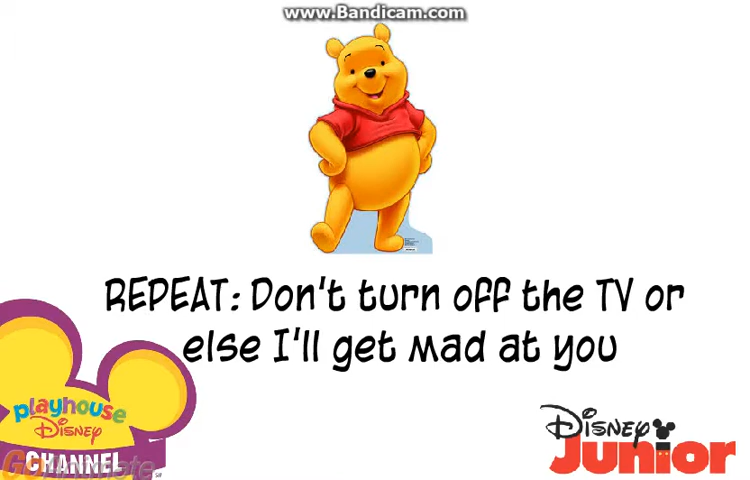 www.Bandicam.com
REPEAT: Don't turn off the TV or
else I'll get mad at you
playhouse
Disney
CHANNEL
GoAnimate
Disney
Junior